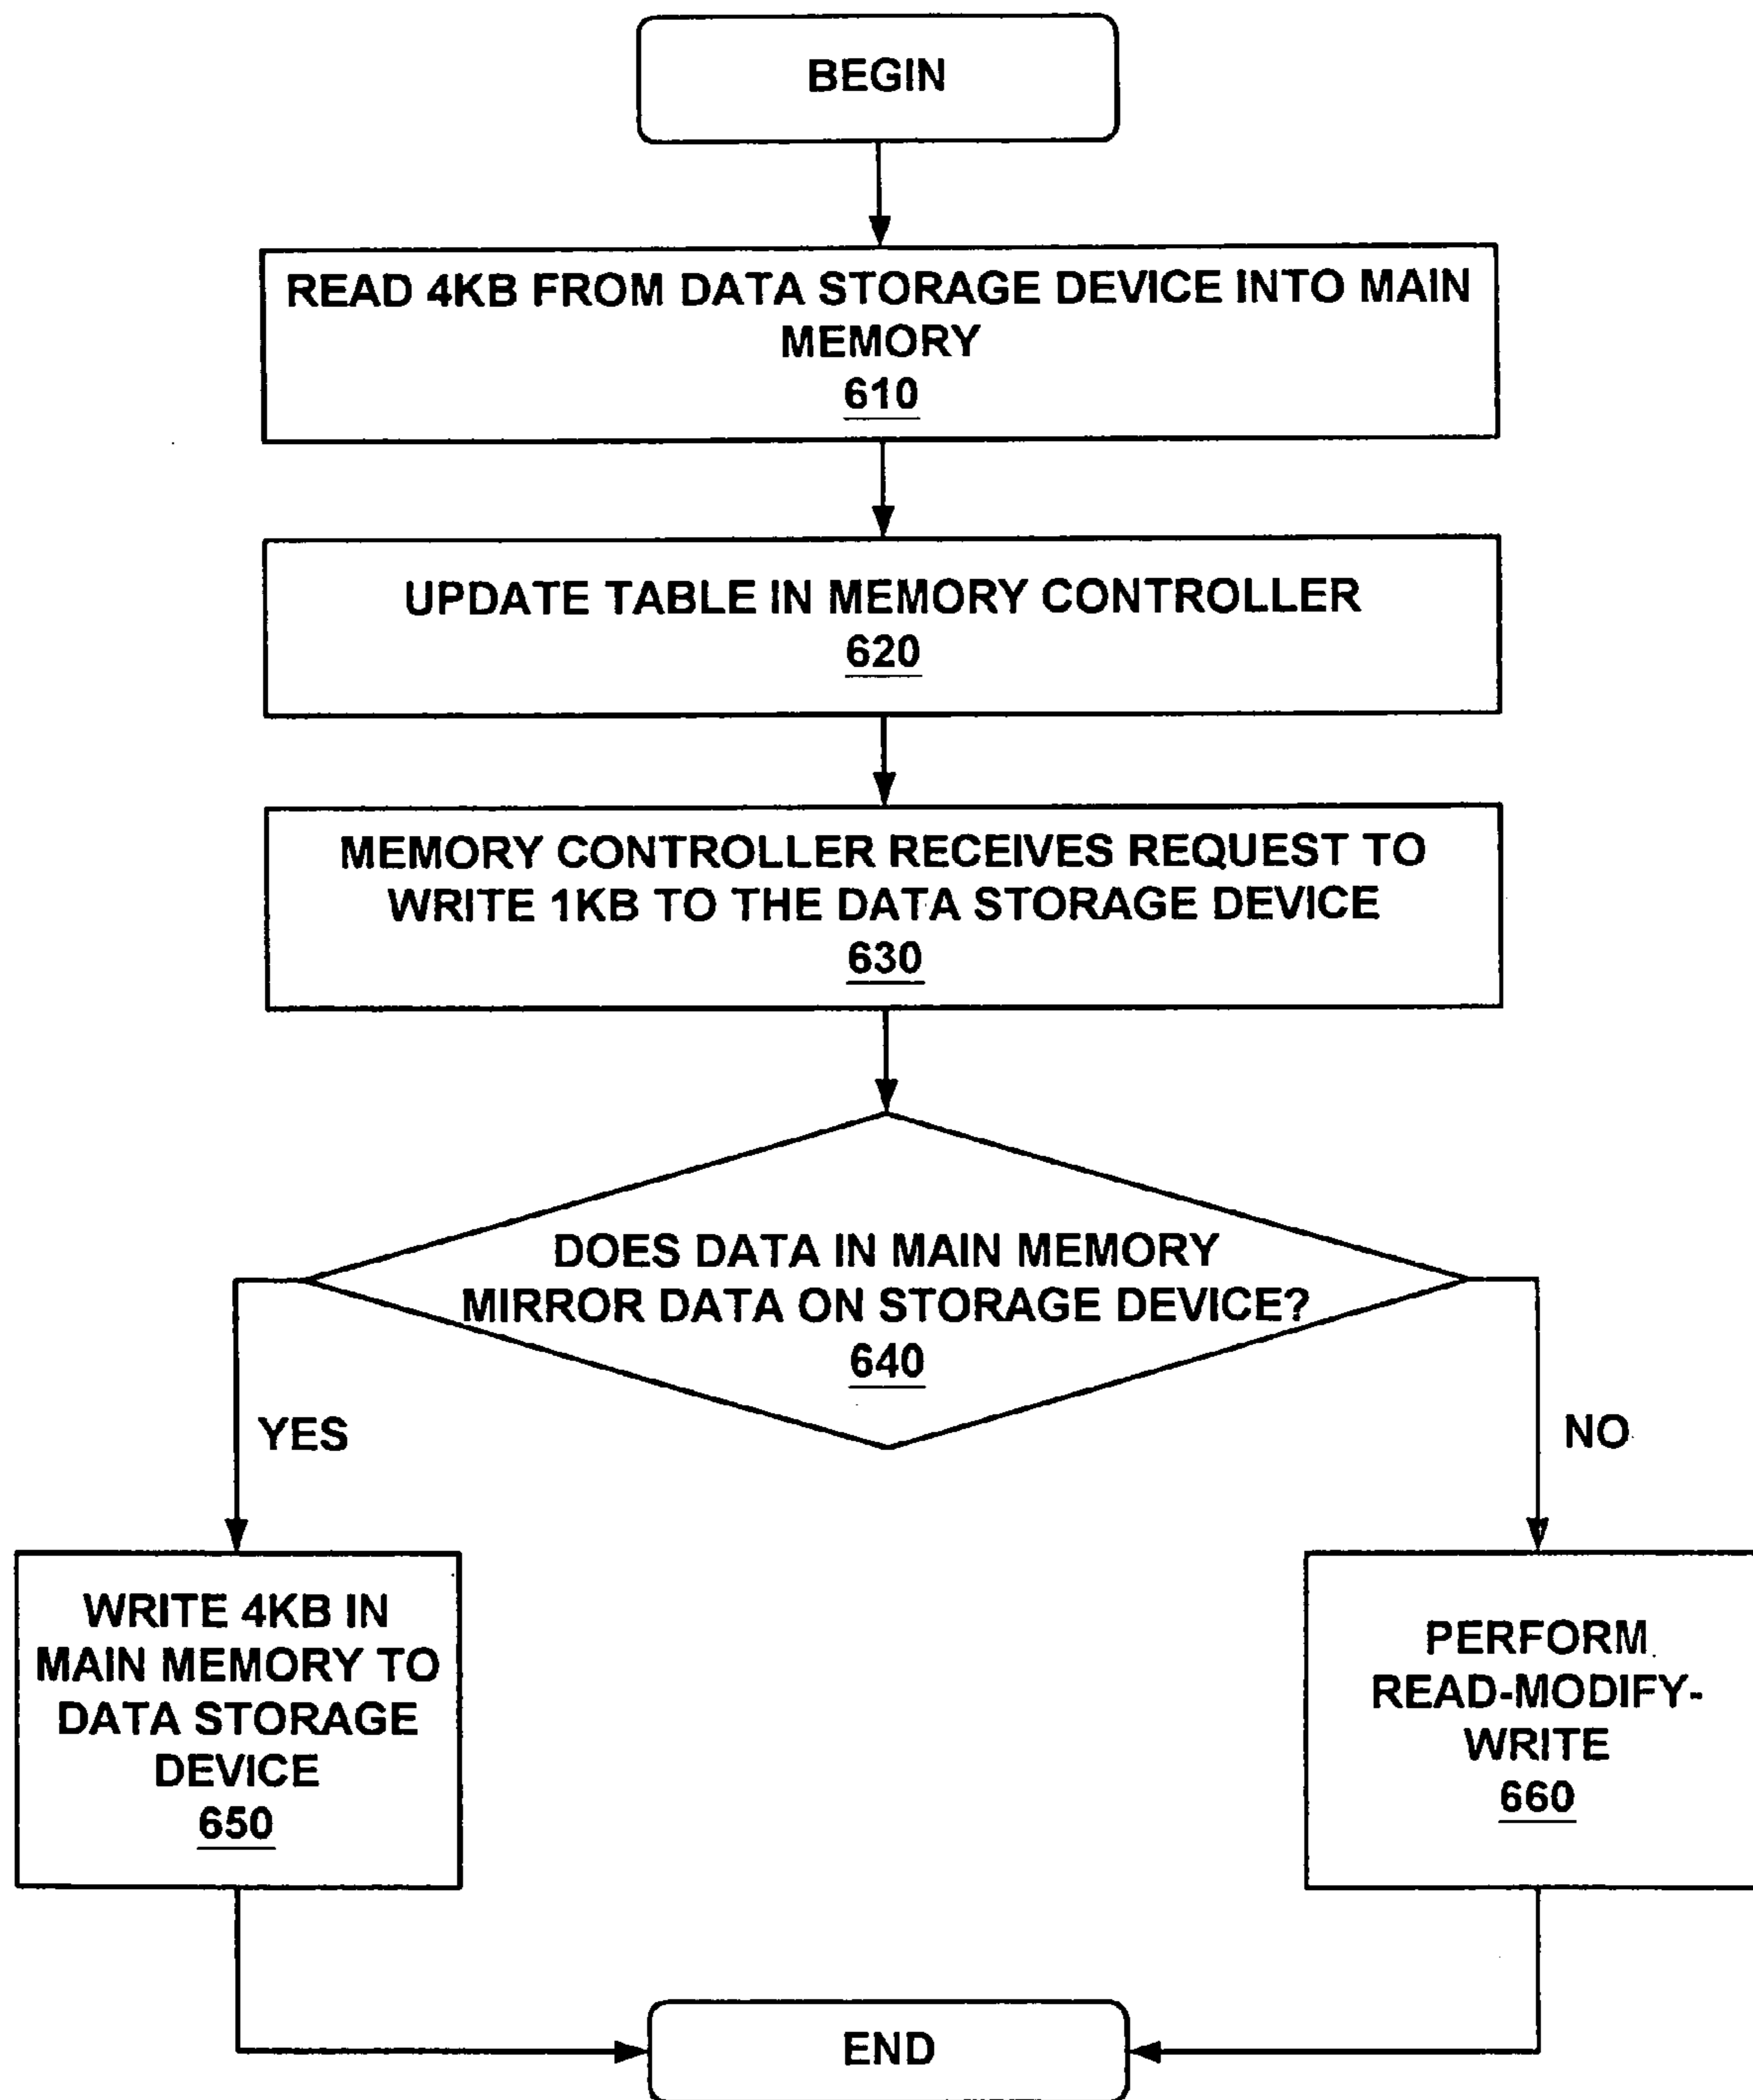 BEGIN
READ 4KB FROM DATA STORAGE DEVICE INTO MAIN
MEMORY
610
UPDATE TABLE IN MEMORY CONTROLLER
620
MEMORY CONTROLLER RECEIVES REQUEST TO
WRITE 1KB TO THE DATA STORAGE DEVICE
630
DOES DATA IN MAIN MEMORY
MIRROR DATA ON STORAGE DEVICE?
640
YES
NO
WRITE 4KB IN
MAIN MEMORY TO
DATA STORAGE
DEVICE
650
PERFORM
READ-MODIFY-
WRITE
660
END